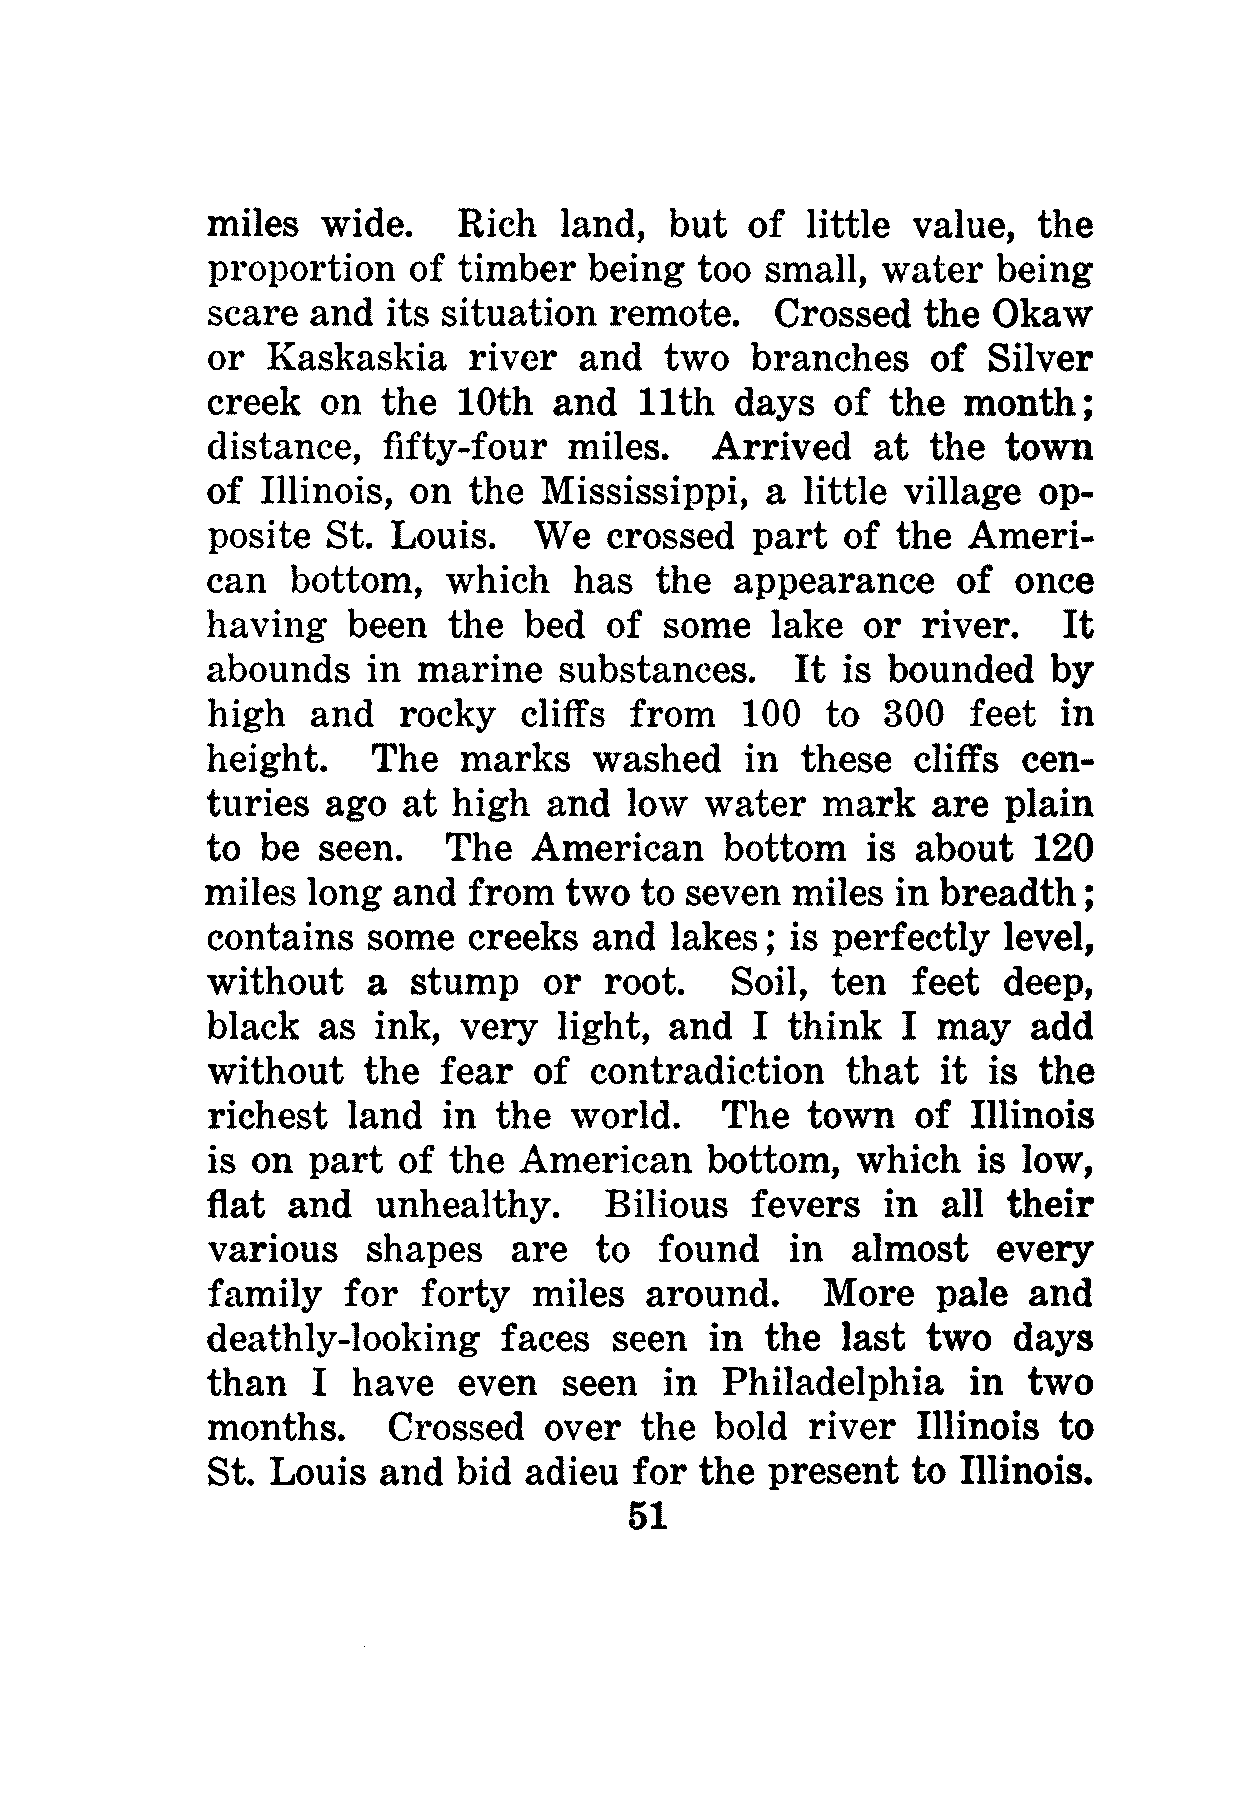 miles wide. Rich land, but of little value, the
proportion of timber being too small, water being
scare and its situation remote. Crossed the Okaw
or Kaskaskia river and two branches of Silver
creek on the 10th and 11th days of the month;
distance, fifty-four miles. Arrived at the town
of Illinois, on the Mississippi, a little village op-
posite St. Louis. We crossed part of the Ameri-
can bottom, which has the appearance of once
having been the bed of some lake or river. It
abounds in marine substances. It is bounded by
high and rocky cliffs from 100 to 300 feet in
height. The marks washed in these cliffs cen-
turies ago at high and low water mark are plain
to be seen. The American bottom is about 120
miles long and from two to seven miles in breadth;
contains some creeks and lakes; is perfectly level,
without a stump or root. Soil, ten feet deep,
black as ink, very light, and I think I may add
without the fear of contradiction that it is the
richest land in the world. The town of Illinois
is on part of the American bottom, which is low,
flat and unhealthy. Bilious fevers in all their
various shapes are to found in almost every
family for forty miles around. More pale and
deathly-looking faces seen in the last two days
than I have even seen in Philadelphia in two
months. Crossed over the bold river Illinois to
St. Louis and bid adieu for the present to Illinois.
51